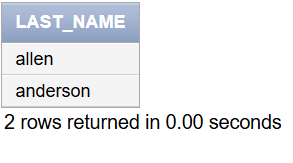 LAST_NAME
allen
anderson
2 rows returned in 0.00 seconds